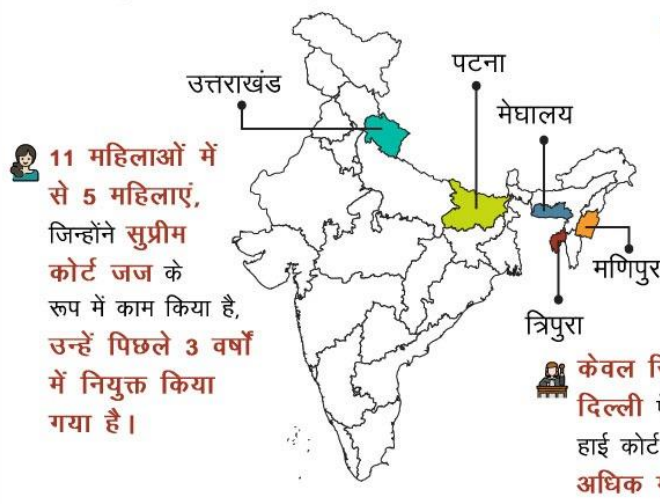 उत्तराखंड
पटना
मेघालय
मणिपुर
त्रिपुरा
11 महिलाओं में
से 5 महिलाएं,
जिन्होंने सुप्रीम
कोर्ट जज के
रूप में काम किया है,
उन्हें पिछले 3 वर्षों
में नियुक्त किया
गया है।
केवल
दिल्ली
हाई कोर्ट
अधिक